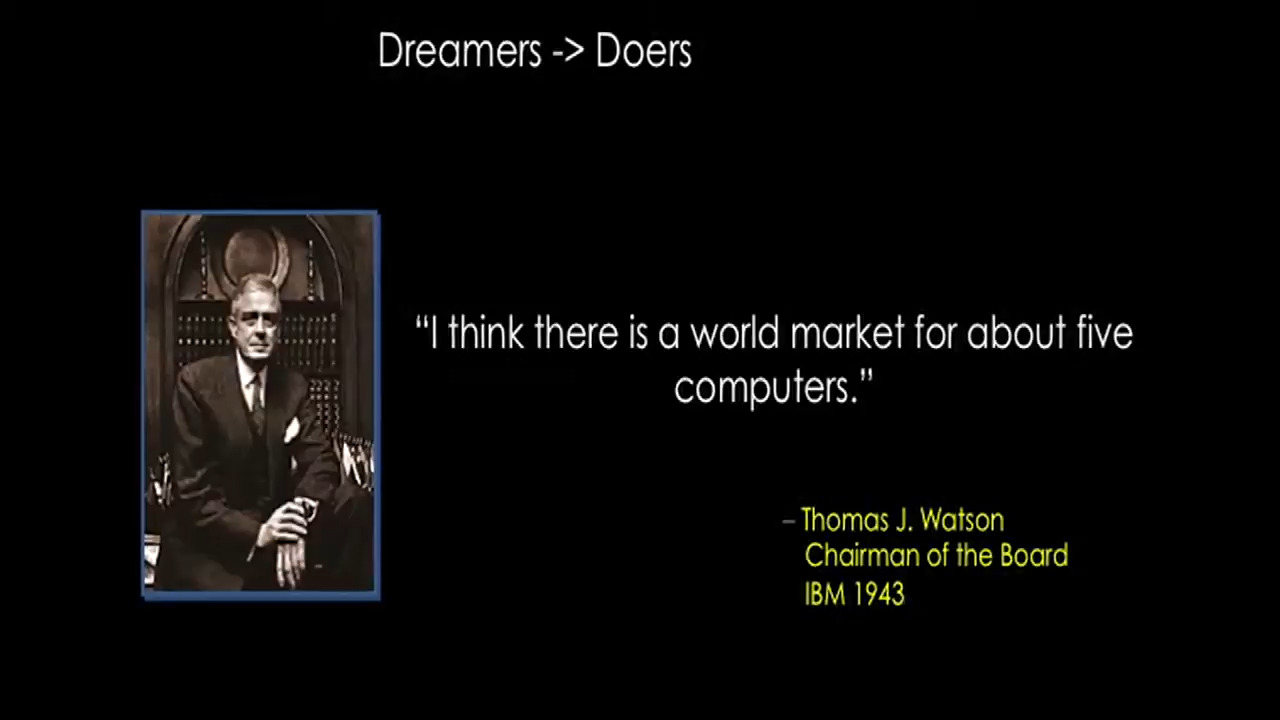 Dreamers -> Doers
“I think there is a world market for about five
computers.”
– Thomas J. Watson
Chairman of the Board
IBM 1943